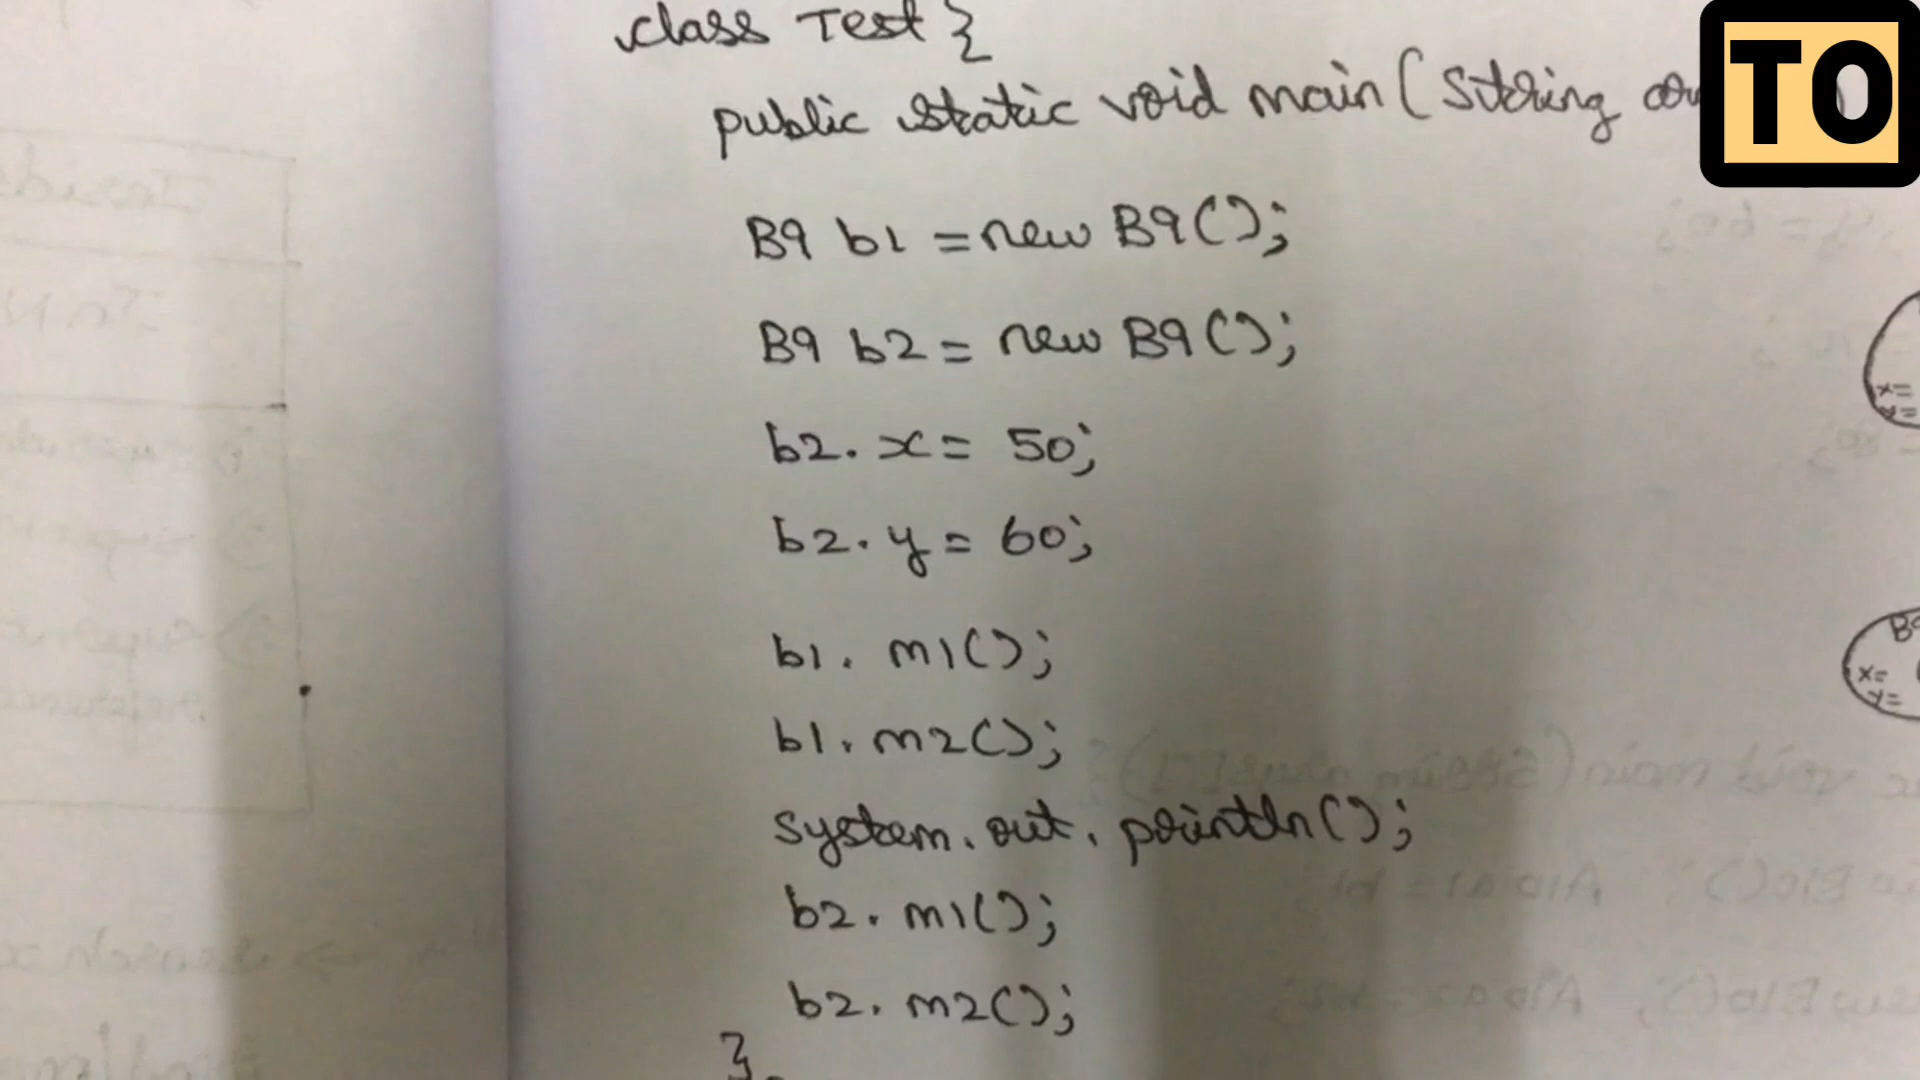 class Test {
public static void main (String
TO
B9 b1 = new B9();
B9 b2 = new B9();
b2.x = 50;
b2.y = 60;
b1.m1();
b1.m2();
system.out.println();
b2.m1();
b2.m2();
}
x=
y=
x=
y=